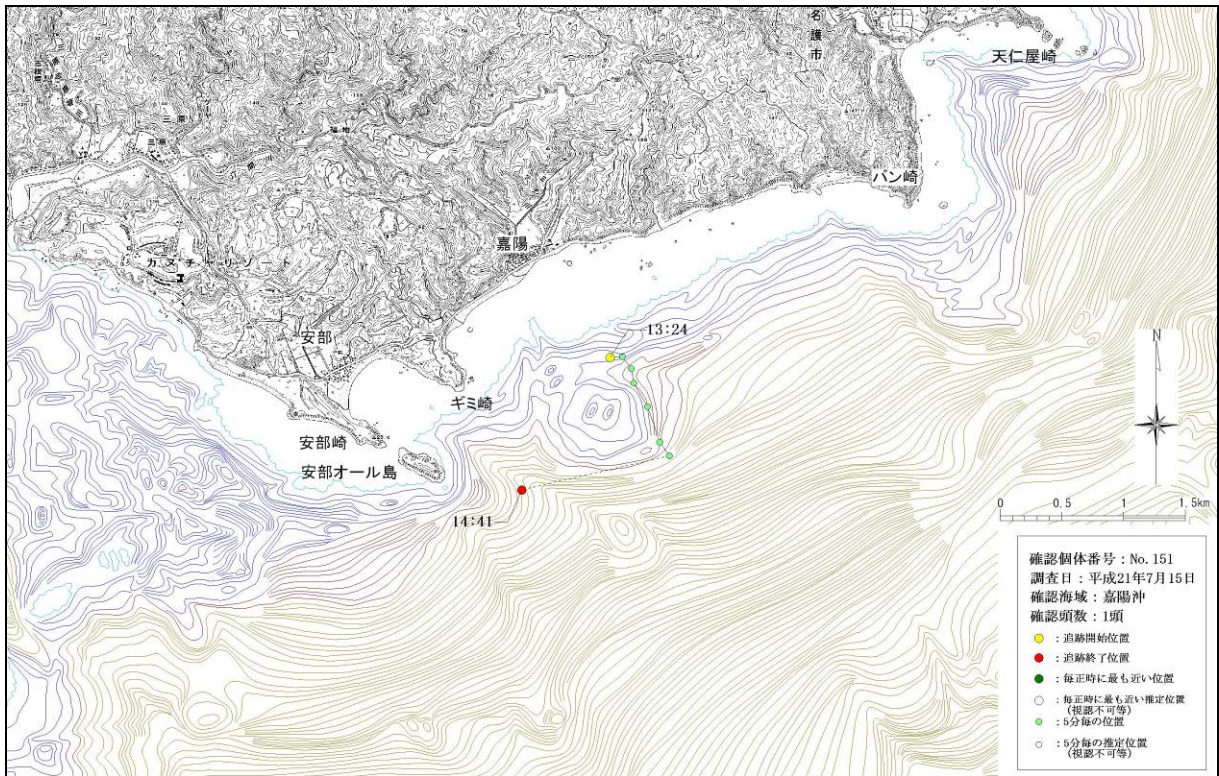 名護市
天仁屋崎
三原
バン崎
嘉陽
カヌチャリゾート
安部
13:24
ギミ崎
安部崎
安部オール島
14:41
N
0 0.5 1 1.5km
確認個体番号：No.151
調査日：平成21年7月15日
確認海域：嘉陽沖
確認頭数：1頭
：追跡開始位置
：追跡終了位置
：毎正時に最も近い位置
：毎正時に最も近い推定位置
(視認不可等)
：5分毎の位置
：5分毎の推定位置
(視認不可等)